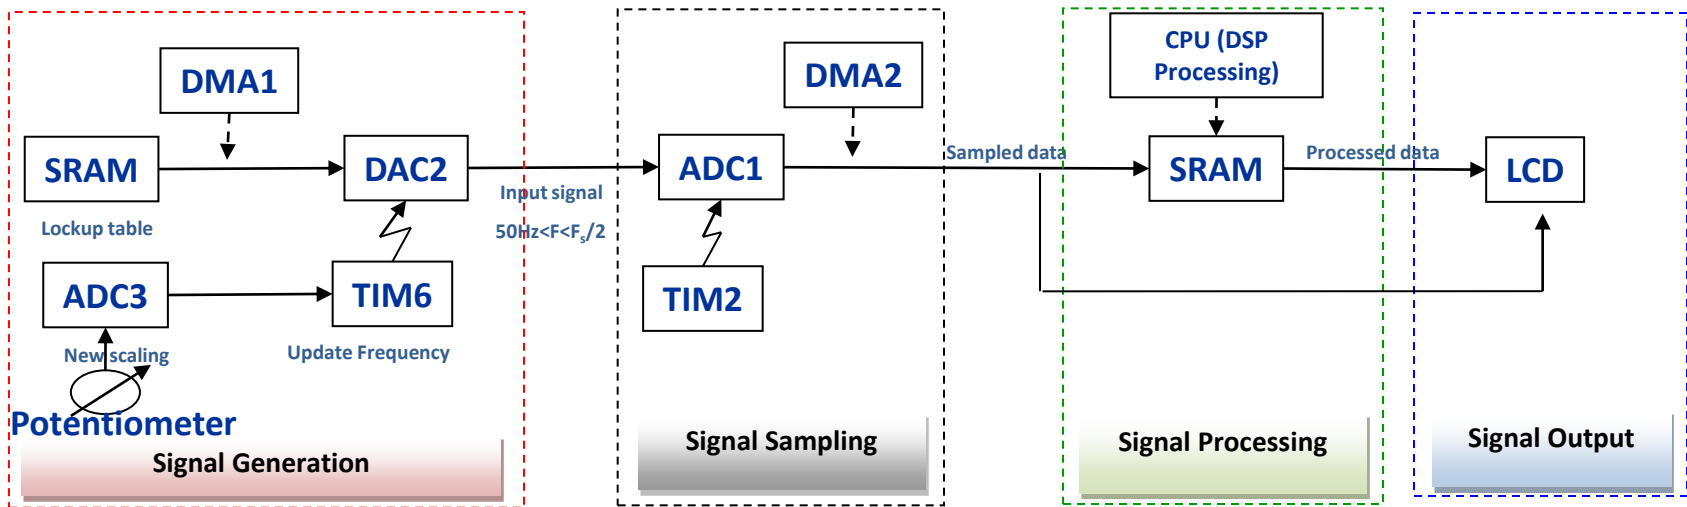 DMA1
SRAM
DAC2
Lockup table
ADC3
TIM6
New scaling
Update Frequency
Potentiometer
Signal Generation
Input signal
50Hz<F<Fs/2
DMA2
ADC1
TIM2
Signal Sampling
Sampled data
CPU (DSP
Processing)
SRAM
Signal Processing
Processed data
LCD
Signal Output